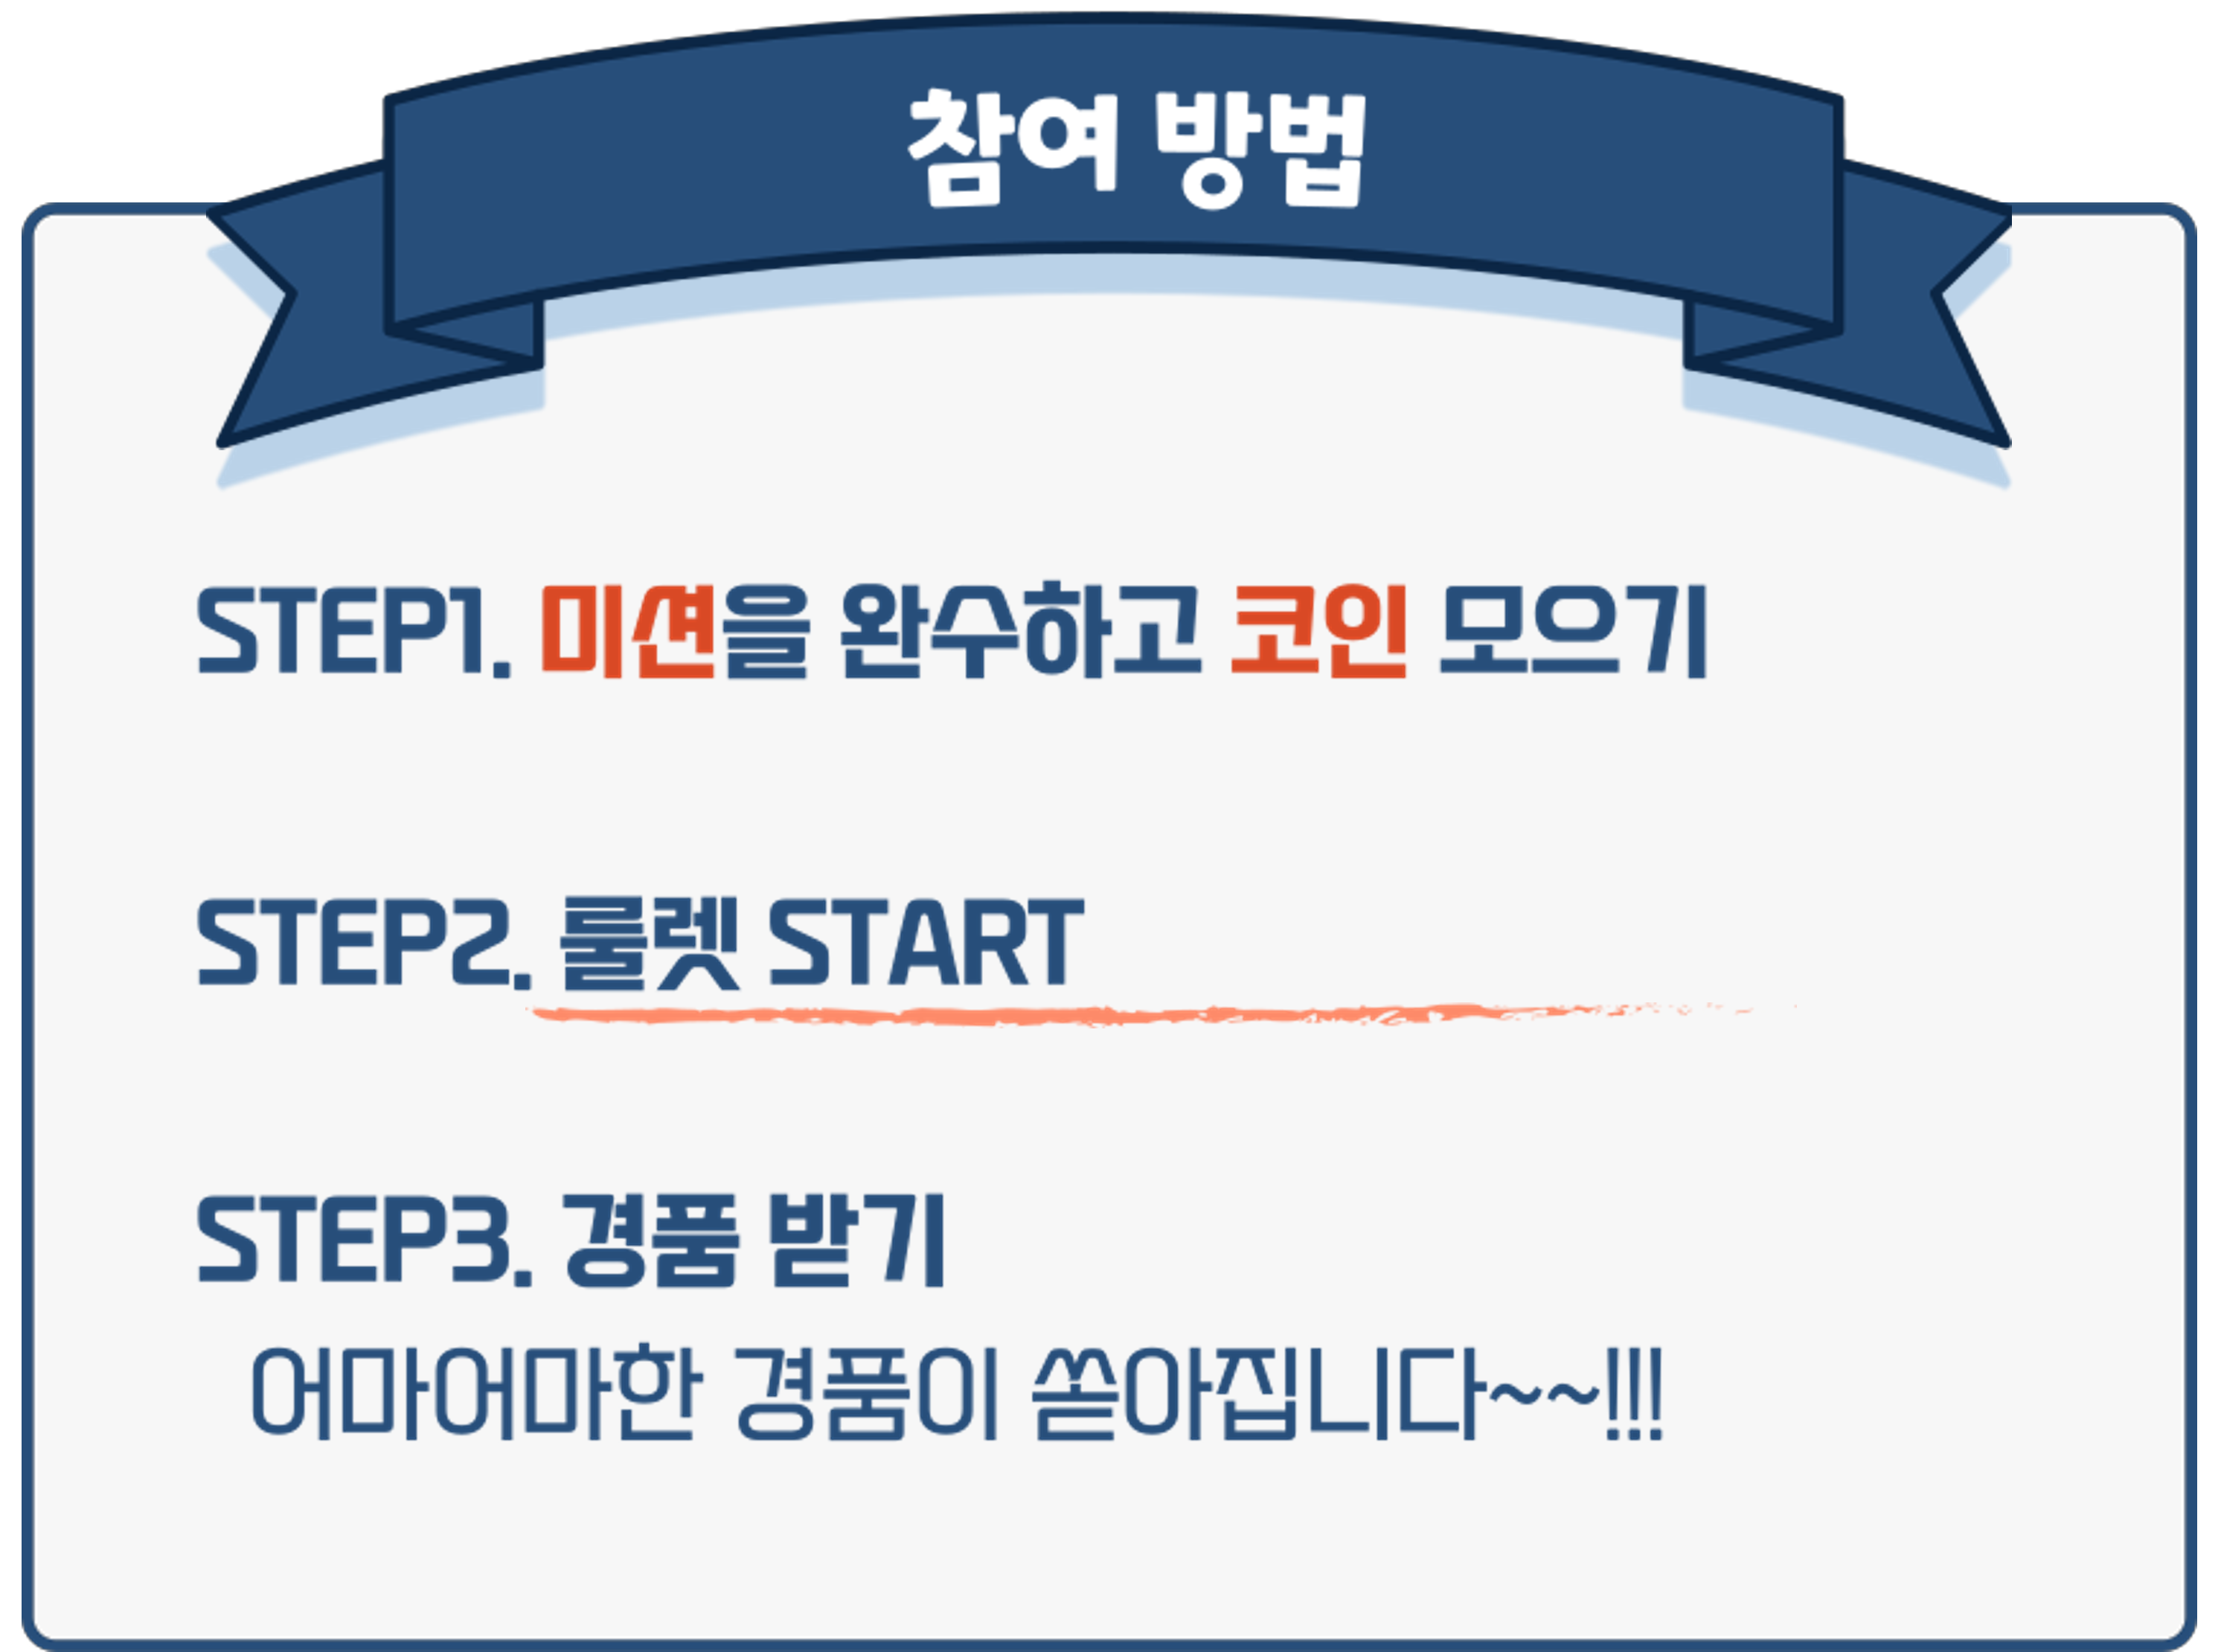 참여 방법
STEP1. 미션을 완수하고 코인 모으기
STEP2. 룰렛 START
STEP3. 경품 받기
어마어마한 경품이 쏟아집니다~~!!!